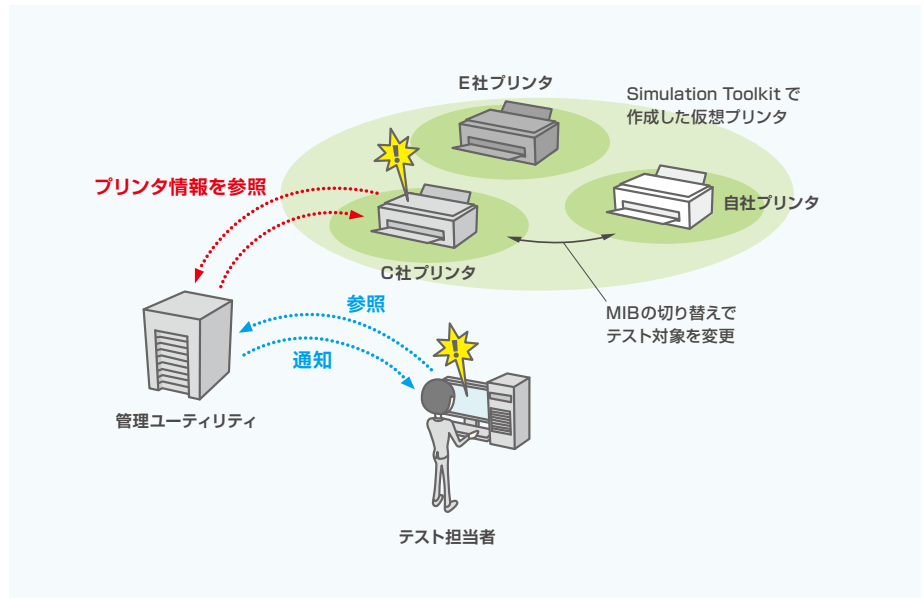 E社プリンタ
Simulation Toolkit で
作成した仮想プリンタ
プリンタ情報を参照
自社プリンタ
C社プリンタ
参照
MIBの切り替えで
テスト対象を変更
通知
管理ユーティリティ
テスト担当者